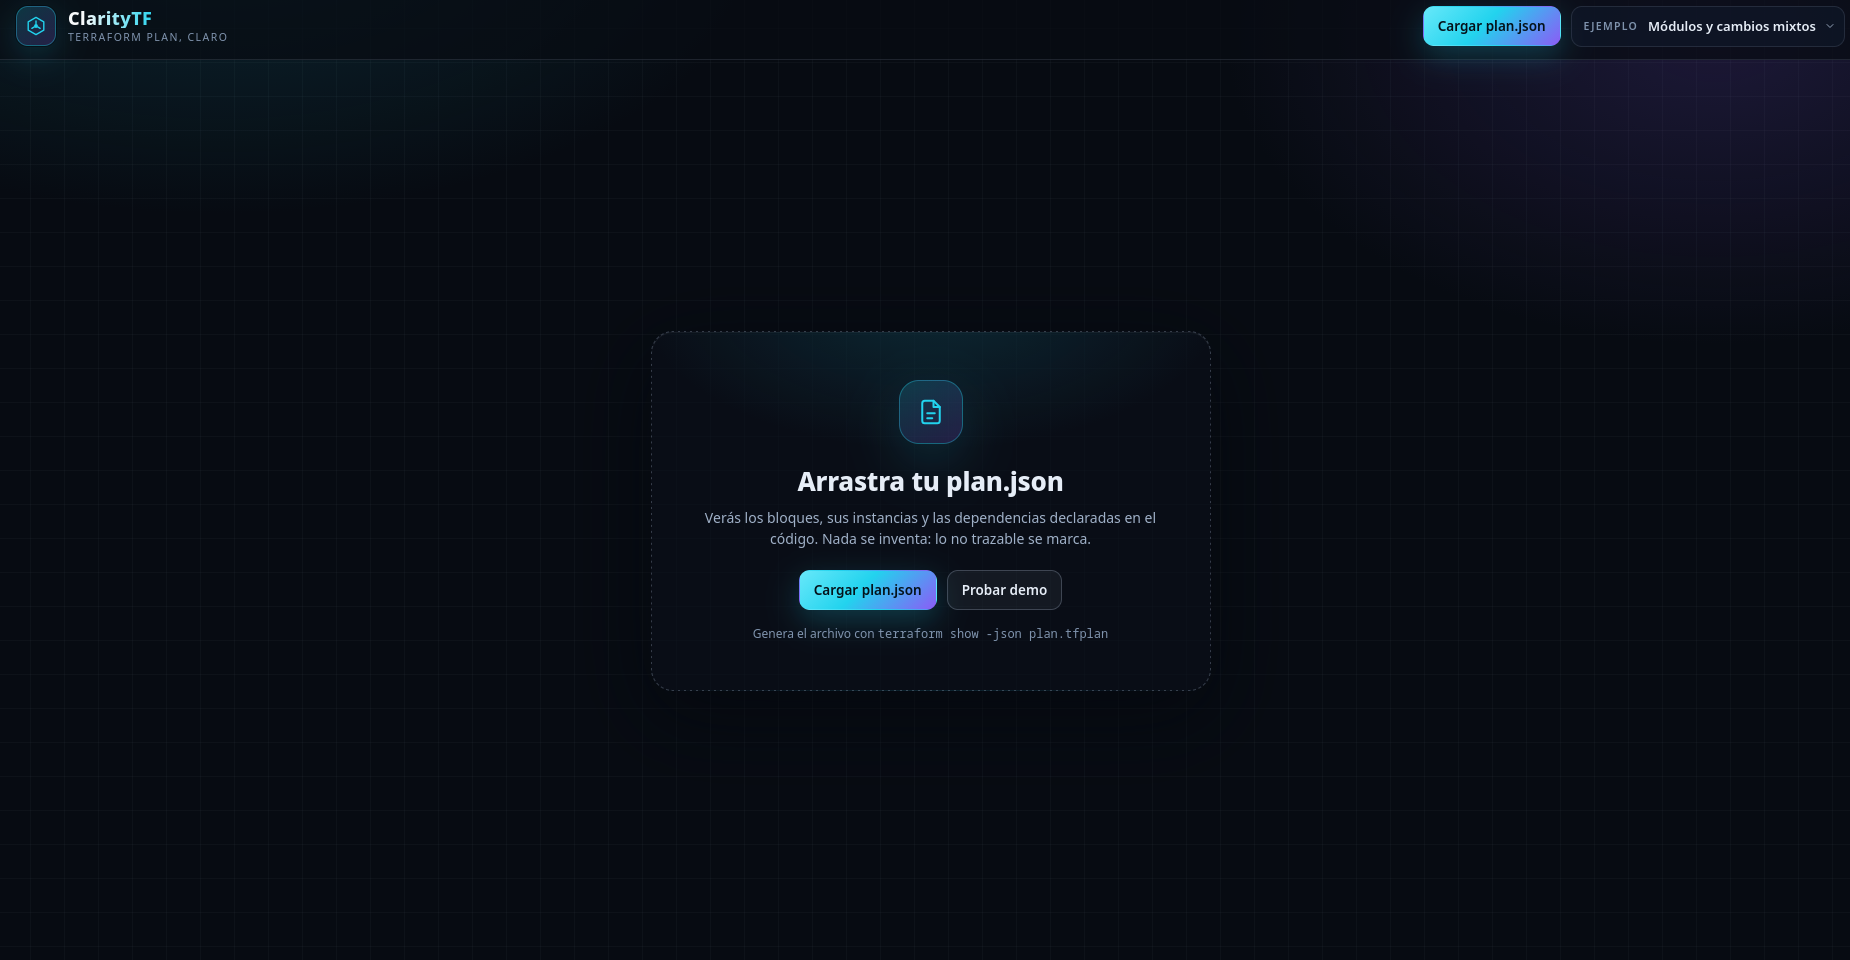 ClarityTF
TERRAFORM PLAN, CLARO
Cargar plan.json
EJEMPLO Módulos y cambios mixtos
Arrastra tu plan.json
Verás los bloques, sus instancias y las dependencias declaradas en el
código. Nada se inventa: lo no trazable se marca.
Cargar plan.json
Probar demo
Genera el archivo con terraform show -json plan.tfplan